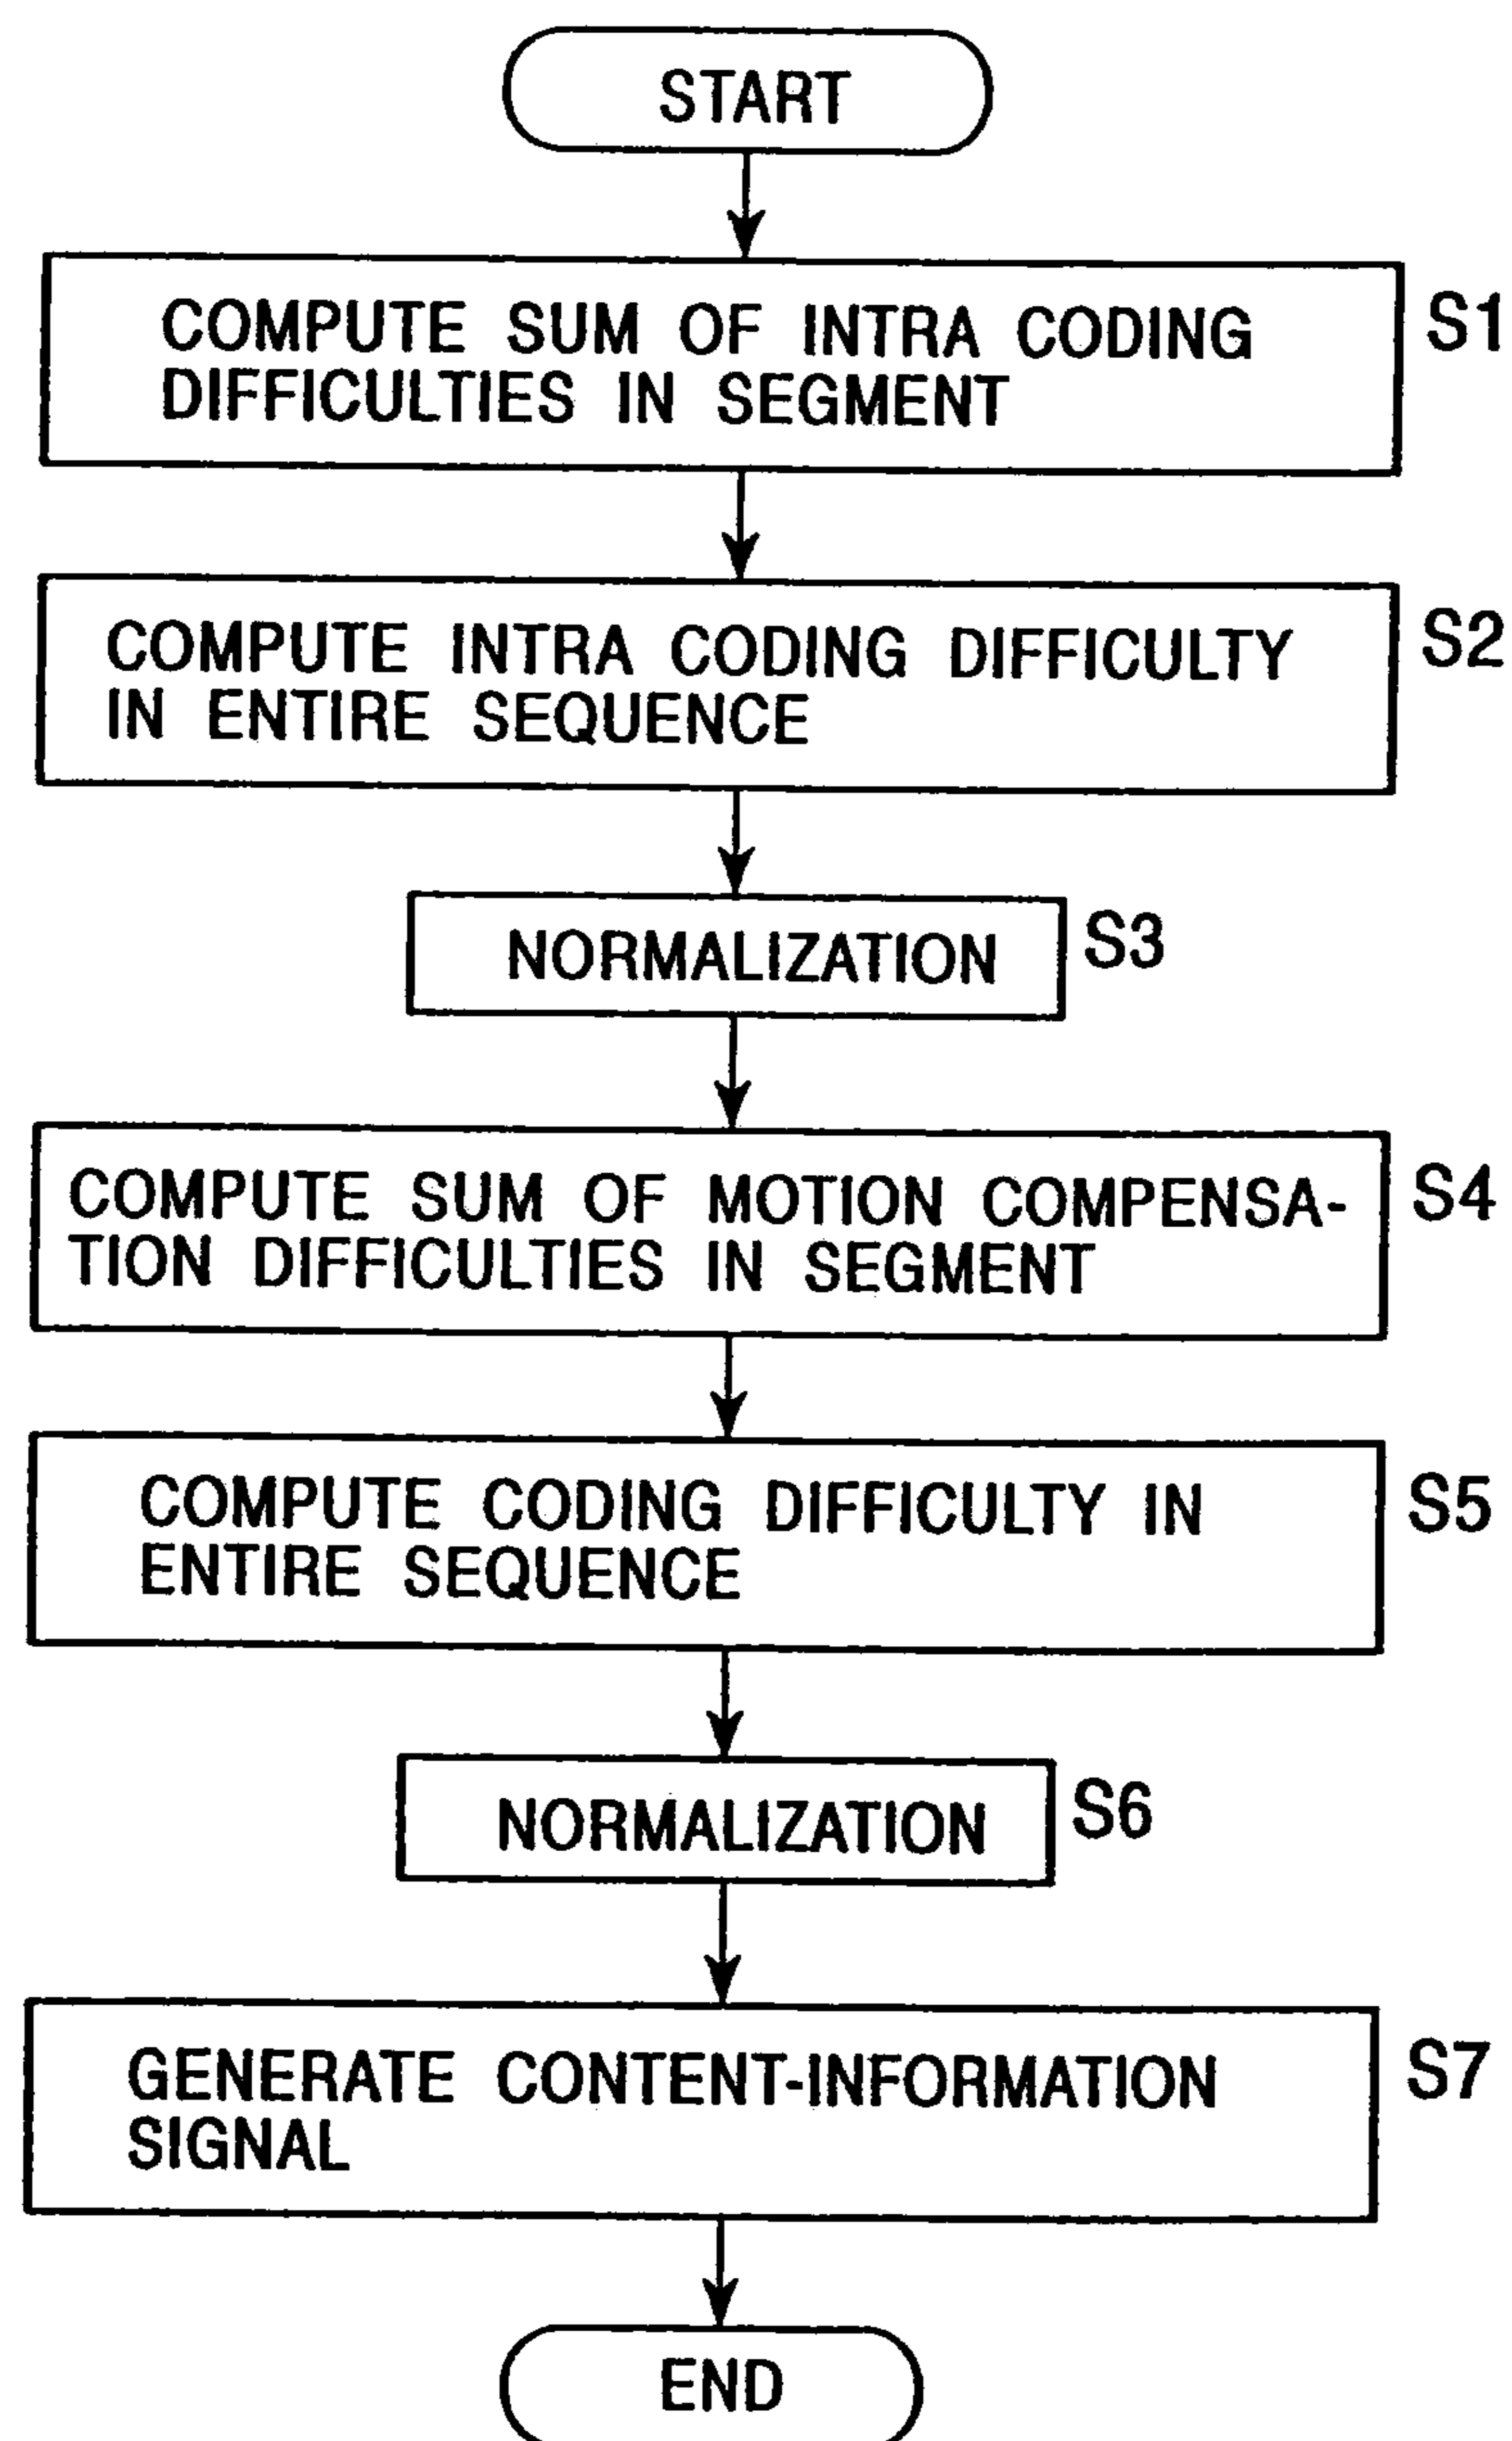 START
COMPUTE SUM OF INTRA CODING
DIFFICULTIES IN SEGMENT
S1
COMPUTE INTRA CODING DIFFICULTY
IN ENTIRE SEQUENCE
S2
NORMALIZATION
S3
COMPUTE SUM OF MOTION COMPENSA-
TION DIFFICULTIES IN SEGMENT
S4
COMPUTE CODING DIFFICULTY IN
ENTIRE SEQUENCE
S5
NORMALIZATION
S6
GENERATE CONTENT-INFORMATION
SIGNAL
S7
END